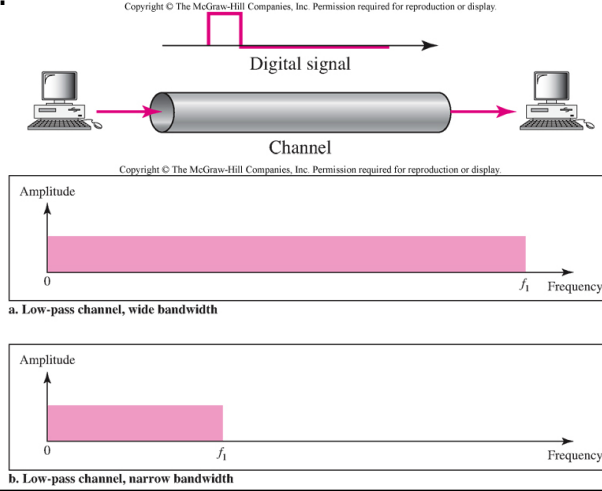 Copyright © The McGraw-Hill Companies, Inc. Permission required for reproduction or display.
Digital signal
Channel
Copyright © The McGraw-Hill Companies, Inc. Permission required for reproduction or display.
Amplitude
0
f₁
Frequency
a. Low-pass channel, wide bandwidth
Amplitude
0
f₁
Frequency
b. Low-pass channel, narrow bandwidth